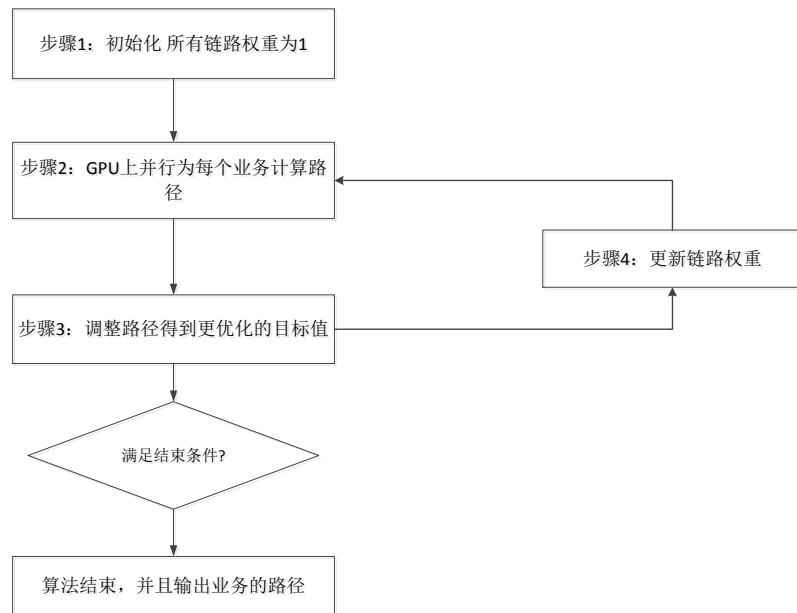 步骤1：初始化 所有链路权重为1
步骤2：GPU上并行为每个业务计算路
径
步骤4：更新链路权重
步骤3：调整路径得到更优化的目标值
满足结束条件?
算法结束，并且输出业务的路径